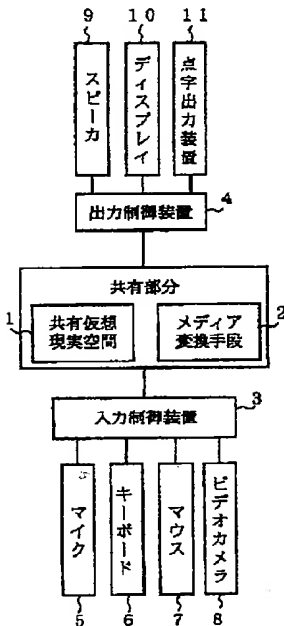 9
10
11
スピーカ
ディスプレイ
点字出力装置
出力制御装置
4
共有部分
1
共有仮想
現実空間
メディア
変換手段
2
入力制御装置
3
マイク
キーボード
マウス
ビデオカメラ
5
6
7
8